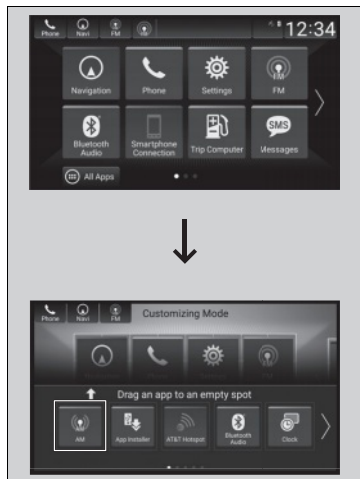 Phone Navi FM FM 12:34
Navigation Phone Settings FM
Bluetooth Audio Smartphone Connection Trip Computer Messages
SMS
All Apps
Phone Navi FM Customizing Mode
Drag an app to an empty spot
AM App Installer AT&T Hotspot Bluetooth Audio Clock